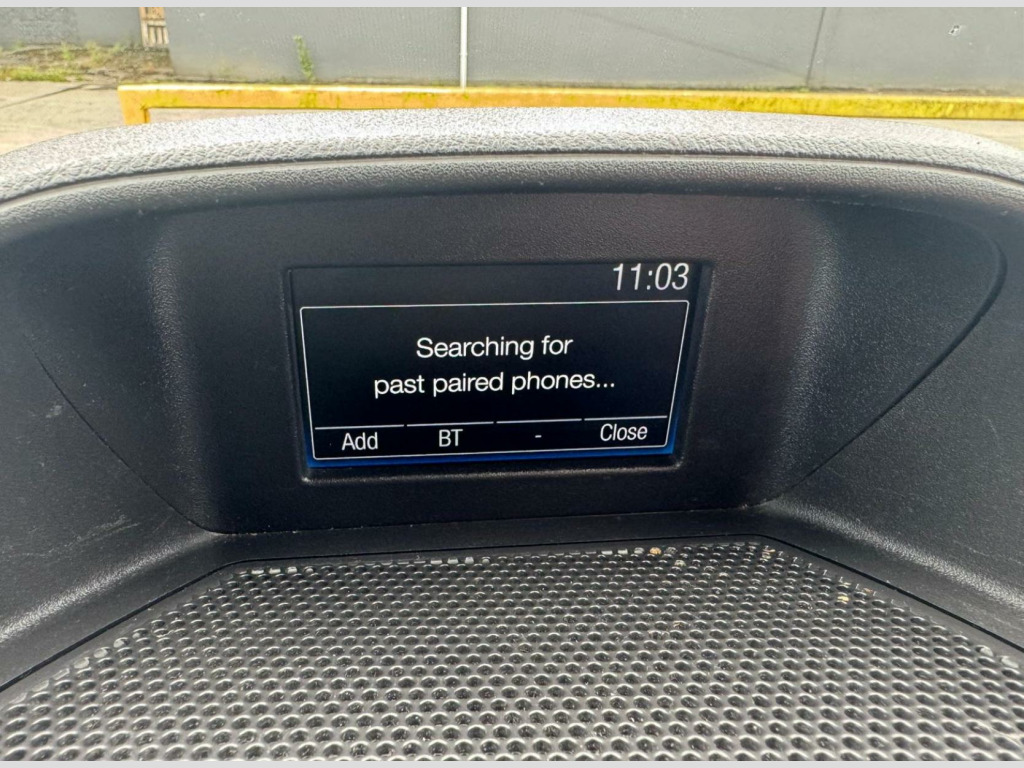 11:03
Searching for
past paired phones...
Add BT - Close